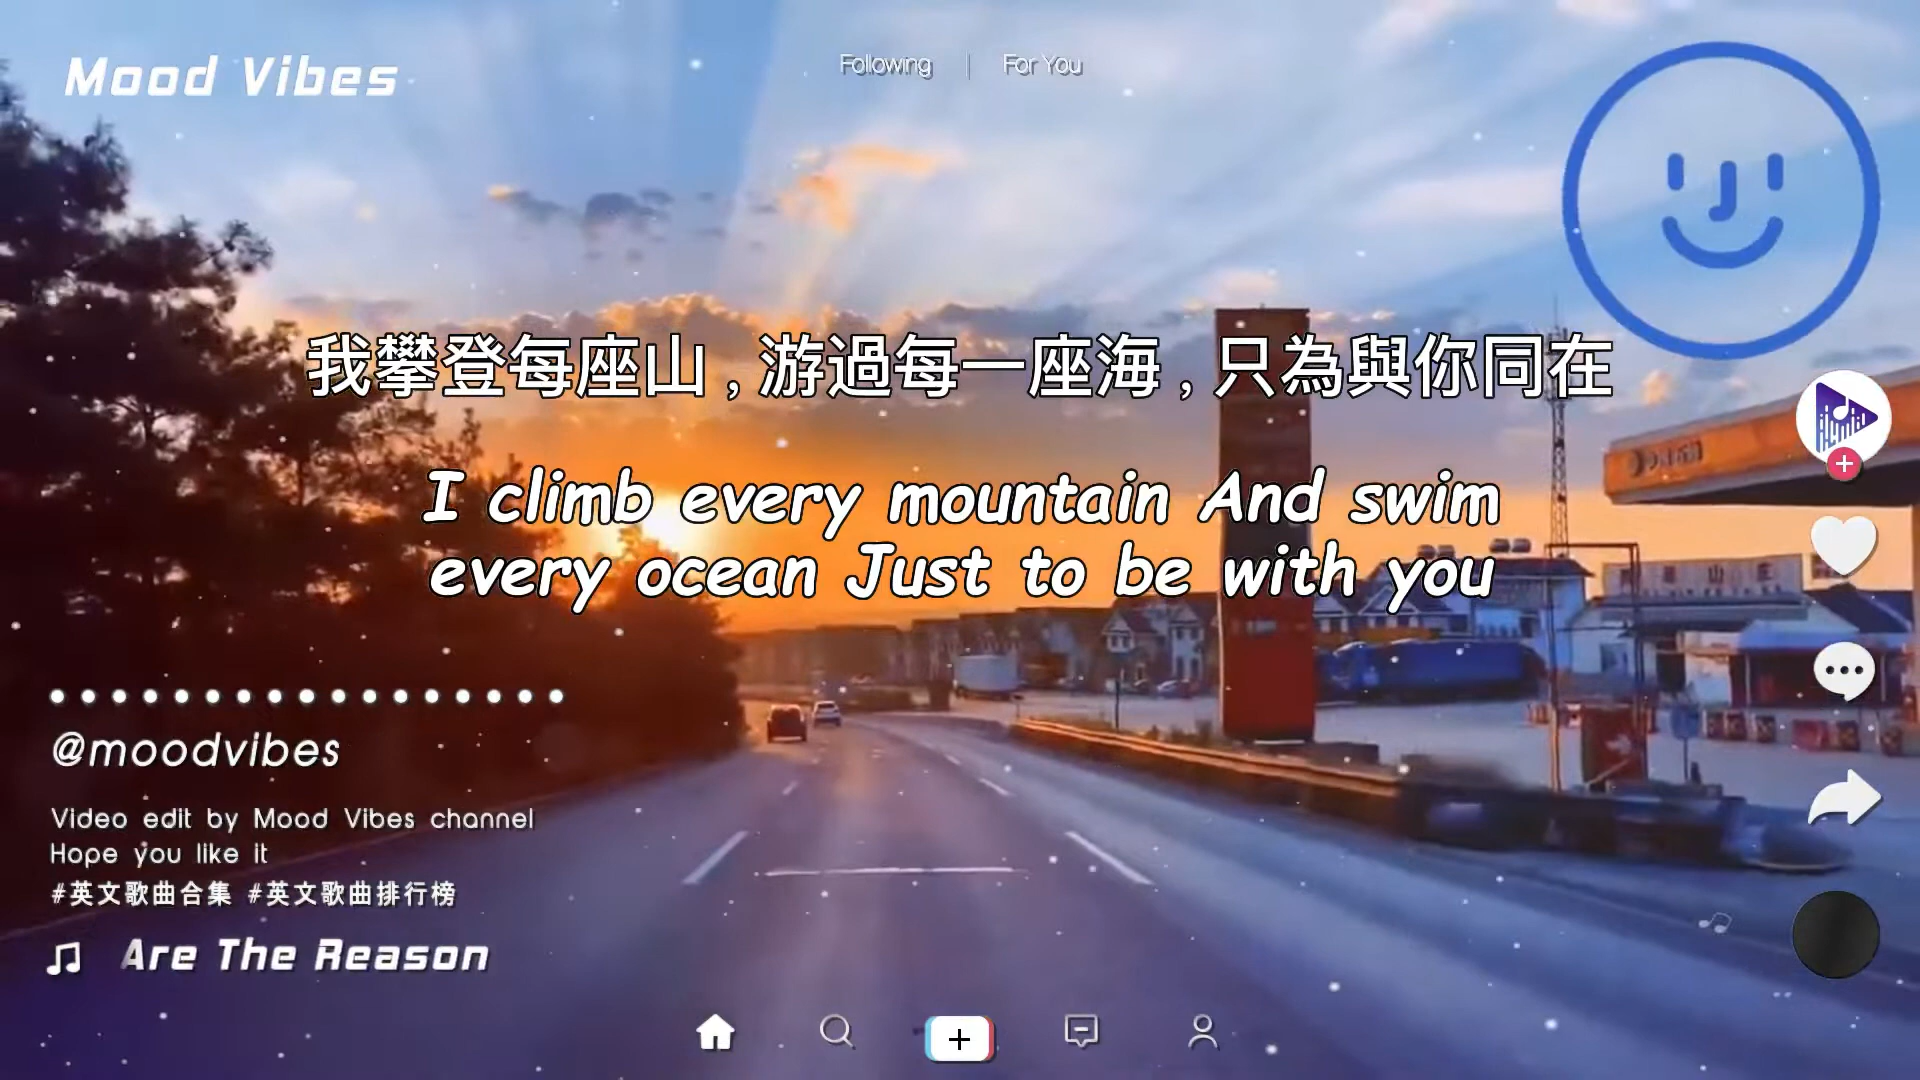 Mood Vibes
Following | For You
我攀登每座山，游過每一座海，只為與你同在
I climb every mountain And swim
every ocean Just to be with you
@moodvibes
Video edit by Mood Vibes channel
Hope you like it
#英文歌曲合集 #英文歌曲排行榜
Are The Reason